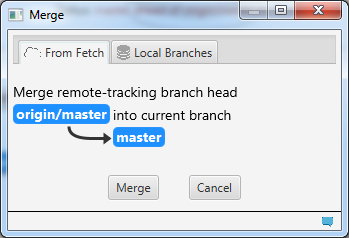 Merge
From Fetch
Local Branches
Merge remote-tracking branch head
origin/master into current branch
master
Merge
Cancel